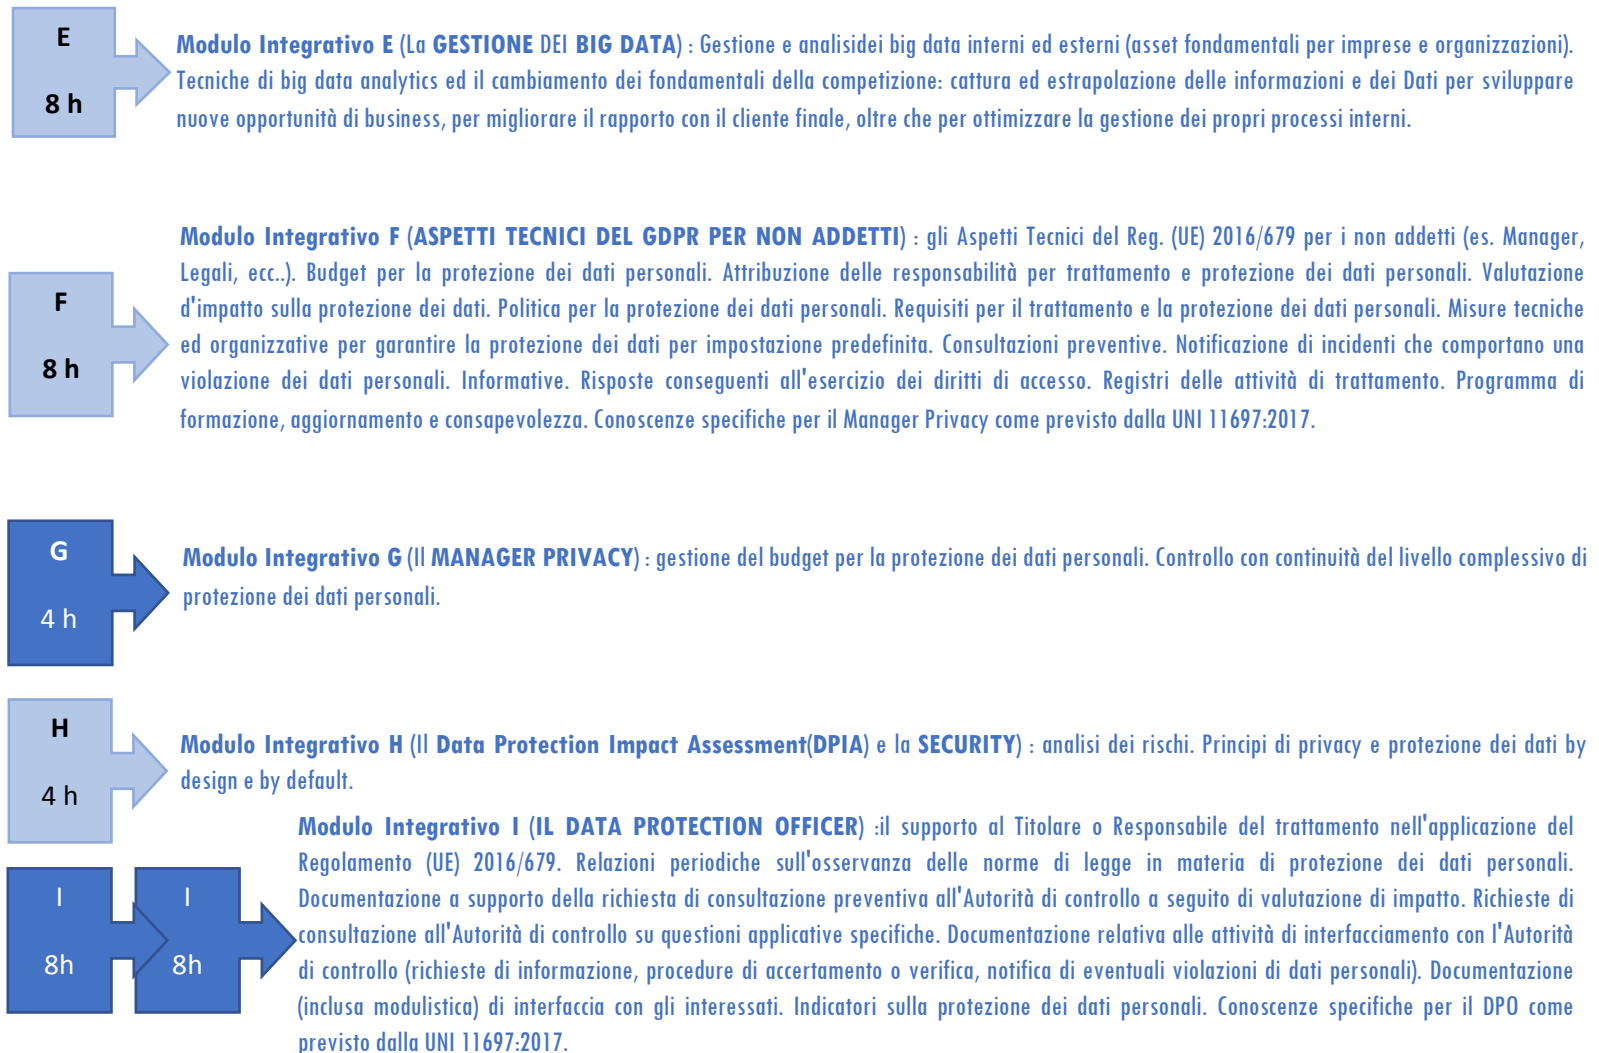 E
8 h
Modulo Integrativo E (La GESTIONE DEI BIG DATA) : Gestione e analisidei big data interni ed esterni (asset fondamentali per imprese e organizzazioni).
Tecniche di big data analytics ed il cambiamento dei fondamentali della competizione: cattura ed estrapolazione delle informazioni e dei Dati per sviluppare
nuove opportunità di business, per migliorare il rapporto con il cliente finale, oltre che per ottimizzare la gestione dei propri processi interni.
F
8 h
Modulo Integrativo F (ASPETTI TECNICI DEL GDPR PER NON ADDETTI) : gli Aspetti Tecnici del Reg. (UE) 2016/679 per i non addetti (es. Manager,
Legali, ecc..). Budget per la protezione dei dati personali. Attribuzione delle responsabilità per trattamento e protezione dei dati personali. Valutazione
d'impatto sulla protezione dei dati. Politica per la protezione dei dati personali. Requisiti per il trattamento e la protezione dei dati personali. Misure tecniche
ed organizzative per garantire la protezione dei dati per impostazione predefinita. Consultazioni preventive. Notificazione di incidenti che comportano una
violazione dei dati personali. Informative. Risposte conseguenti all'esercizio dei diritti di accesso. Registri delle attività di trattamento. Programma di
formazione, aggiornamento e consapevolezza. Conoscenze specifiche per il Manager Privacy come previsto dalla UNI 11697:2017.
G
4 h
Modulo Integrativo G (Il MANAGER PRIVACY) : gestione del budget per la protezione dei dati personali. Controllo con continuità del livello complessivo di
protezione dei dati personali.
H
4 h
Modulo Integrativo H (Il Data Protection Impact Assessment(DPIA) e la SECURITY) : analisi dei rischi. Principi di privacy e protezione dei dati by
design e by default.
I
8h
I
8h
Modulo Integrativo I (IL DATA PROTECTION OFFICER) :il supporto al Titolare o Responsabile del trattamento nell'applicazione del
Regolamento (UE) 2016/679. Relazioni periodiche sull'osservanza delle norme di legge in materia di protezione dei dati personali.
Documentazione a supporto della richiesta di consultazione preventiva all'Autorità di controllo a seguito di valutazione di impatto. Richieste di
consultazione all'Autorità di controllo su questioni applicative specifiche. Documentazione relativa alle attività di interfacciamento con l'Autorità
di controllo (richieste di informazione, procedure di accertamento o verifica, notifica di eventuali violazioni di dati personali). Documentazione
(inclusa modulistica) di interfaccia con gli interessati. Indicatori sulla protezione dei dati personali. Conoscenze specifiche per il DPO come
previsto dalla UNI 11697:2017.